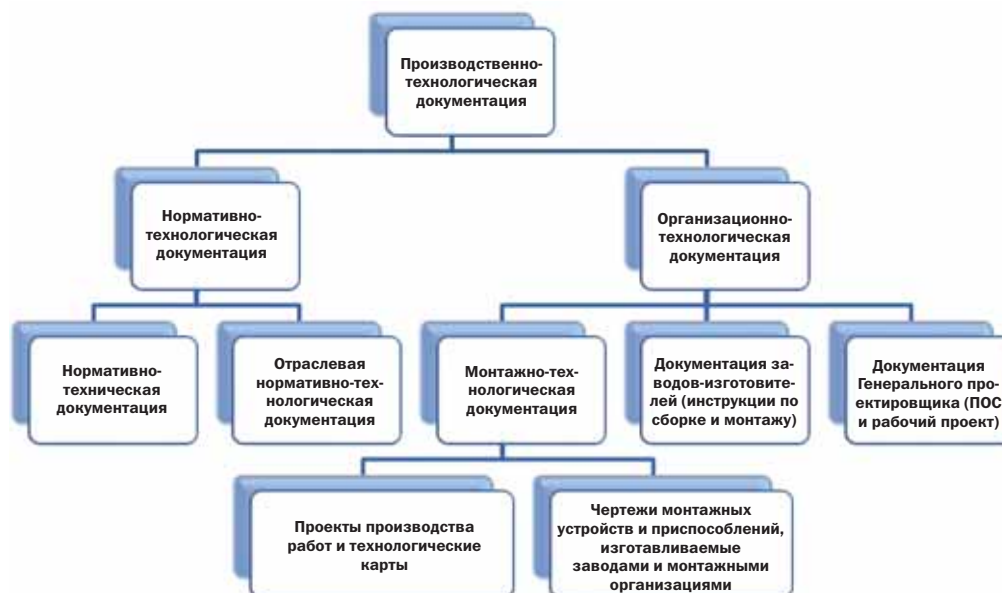 Производственно-
технологическая
документация
Нормативно-
технологическая
документация
Организационно-
технологическая
документация
Нормативно-
техническая
документация
Отраслевая
нормативно-тех-
нологическая
документация
Монтажно-тех-
нологическая
документация
Документация за-
водов-изготовите-
лей (инструкции по
сборке и монтажу)
Документация
Генерального про-
ектировщика (ПОС
и рабочий проект)
Проекты производства
работ и технологические
карты
Чертежи монтажных
устройств и приспособлений,
изготавливаемые
заводами и монтажными
организациями